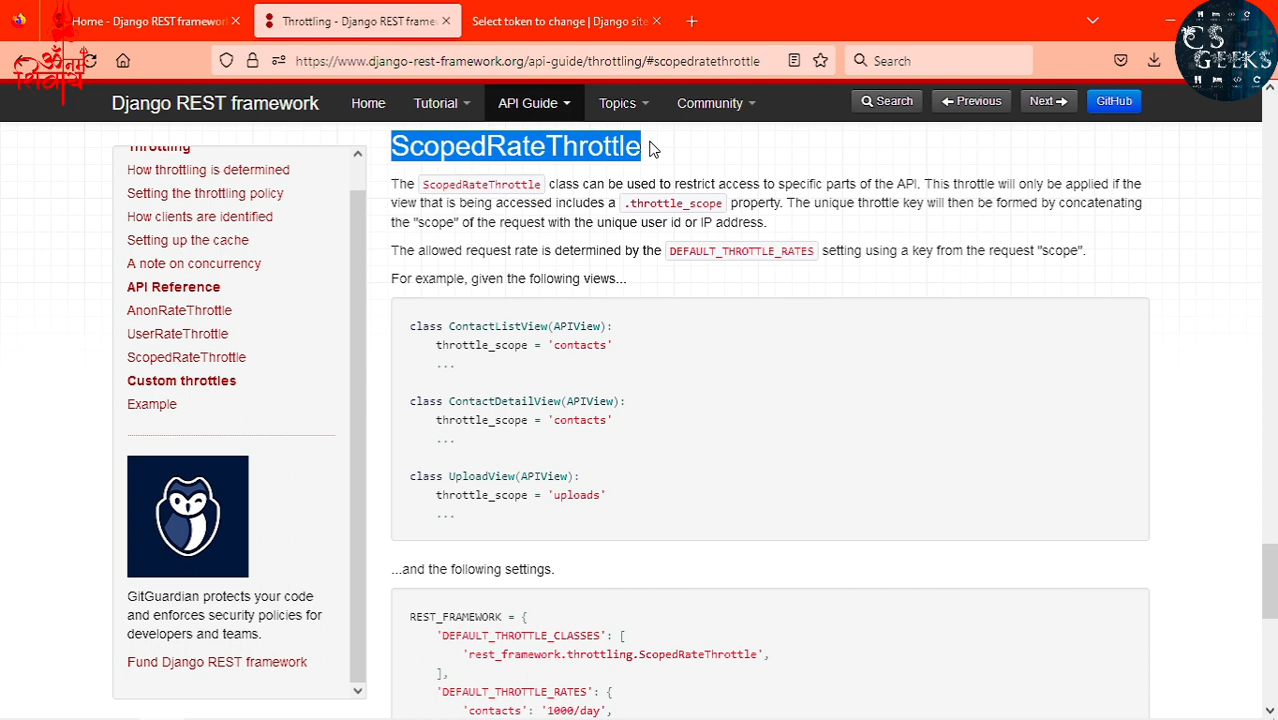 Home - Django REST framework
Throttling - Django REST frame
Select token to change | Django site
https://www.django-rest-framework.org/api-guide/throttling/#scopedratethrottle
Search
CS
GEEKS
ॐ नमः
शिवाय
Django REST framework
Home
Tutorial
API Guide
Topics
Community
Search
Previous
Next
GitHub
Throttling
How throttling is determined
Setting the throttling policy
How clients are identified
Setting up the cache
A note on concurrency
API Reference
AnonRateThrottle
UserRateThrottle
ScopedRateThrottle
Custom throttles
Example
GitGuardian protects your code
and enforces security policies for
developers and teams.
Fund Django REST framework
ScopedRateThrottle
The ScopedRateThrottle class can be used to restrict access to specific parts of the API. This throttle will only be applied if the
view that is being accessed includes a .throttle_scope property. The unique throttle key will then be formed by concatenating
the "scope" of the request with the unique user id or IP address.
The allowed request rate is determined by the DEFAULT_THROTTLE_RATES setting using a key from the request "scope".
For example, given the following views...
class ContactListView(APIView):
throttle_scope = 'contacts'
...
class ContactDetailView(APIView):
throttle_scope = 'contacts'
...
class UploadView(APIView):
throttle_scope = 'uploads'
...
...and the following settings.
REST_FRAMEWORK = {
'DEFAULT_THROTTLE_CLASSES': [
'rest_framework.throttling.ScopedRateThrottle',
],
'DEFAULT_THROTTLE_RATES': {
'contacts': '1000/day',